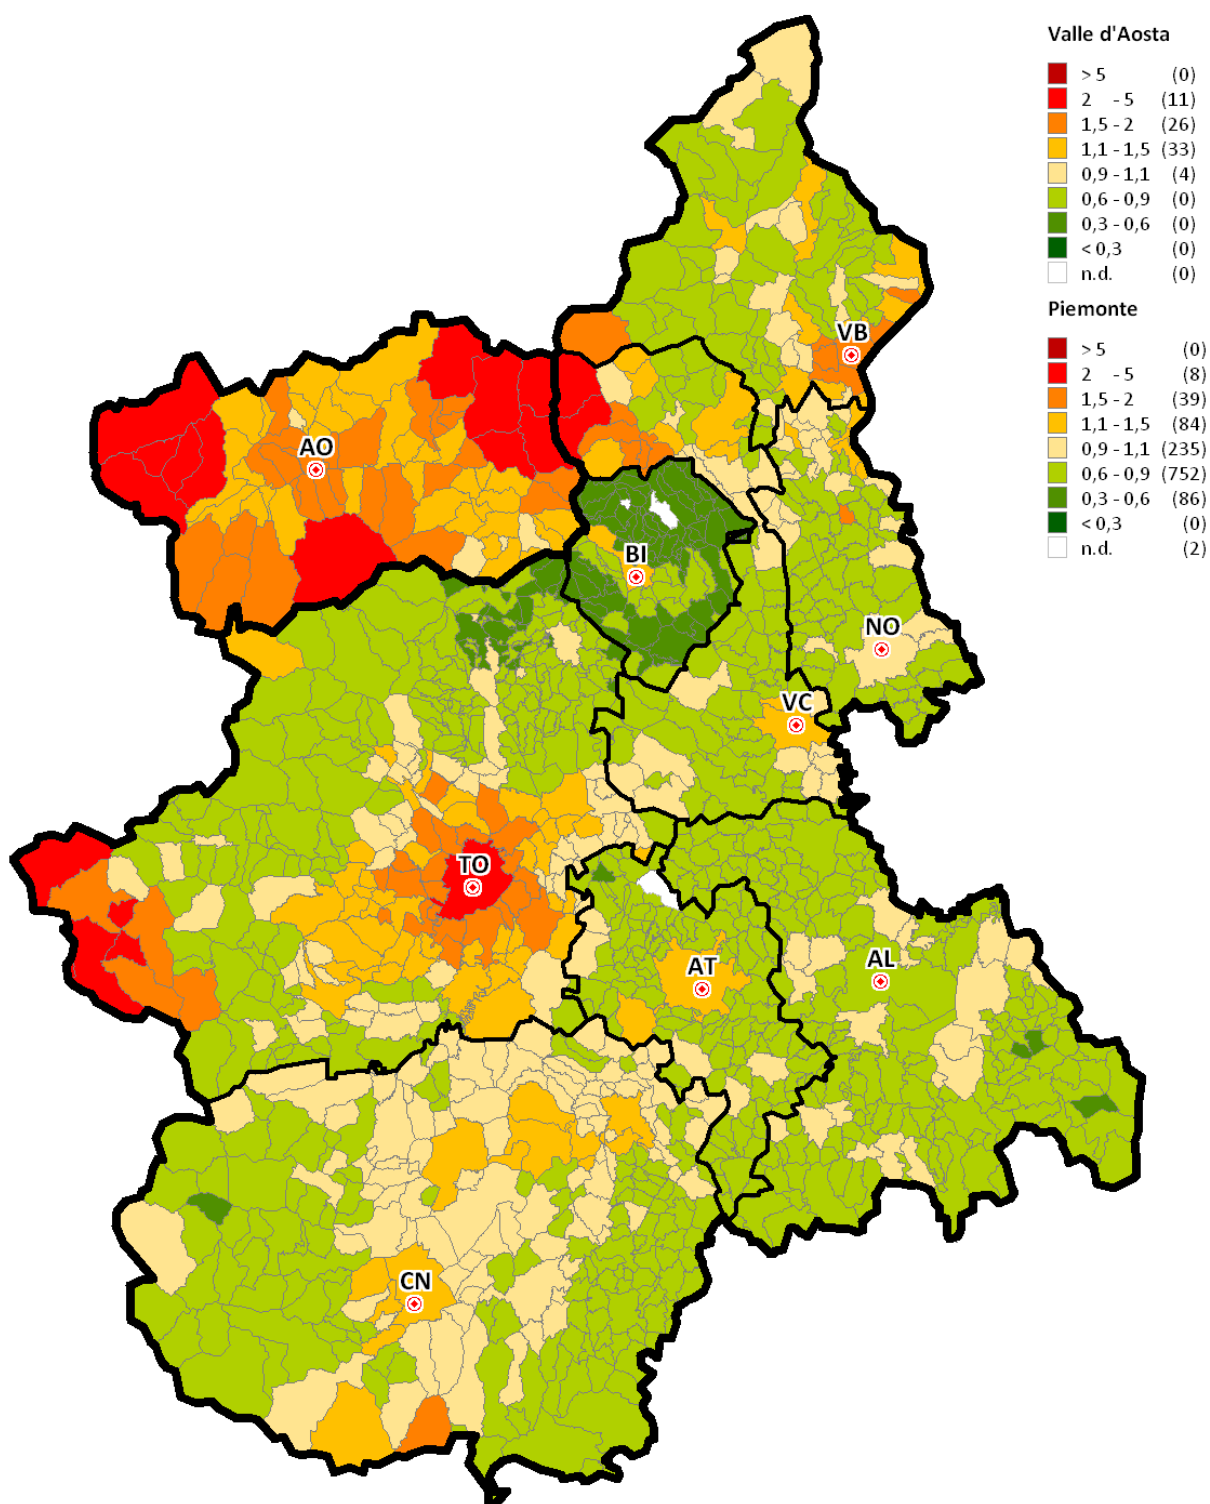 Valle d'Aosta
> 5 (0)
2 - 5 (11)
1,5 - 2 (26)
1,1 - 1,5 (33)
0,9 - 1,1 (4)
0,6 - 0,9 (0)
0,3 - 0,6 (0)
< 0,3 (0)
n.d. (0)
Piemonte
> 5 (0)
2 - 5 (8)
1,5 - 2 (39)
1,1 - 1,5 (84)
0,9 - 1,1 (235)
0,6 - 0,9 (752)
0,3 - 0,6 (86)
< 0,3 (0)
n.d. (2)
VB
AO
BI
NO
VC
TO
AL
AT
CN